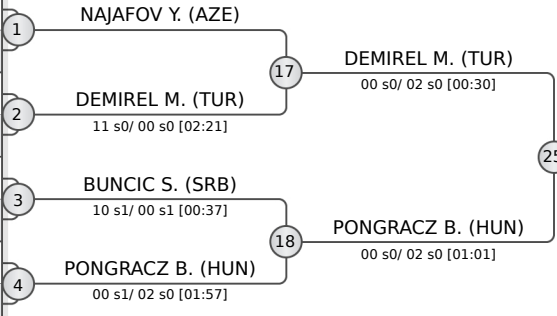 NAJAFOV Y. (AZE)
1
17
DEMIREL M. (TUR)
00 s0/ 02 s0 [00:30]
DEMIREL M. (TUR)
2
11 s0/ 00 s0 [02:21]
25
BUNCIC S. (SRB)
3
10 s1/ 00 s1 [00:37]
18
PONGRACZ B. (HUN)
00 s0/ 02 s0 [01:01]
PONGRACZ B. (HUN)
4
00 s1/ 02 s0 [01:57]